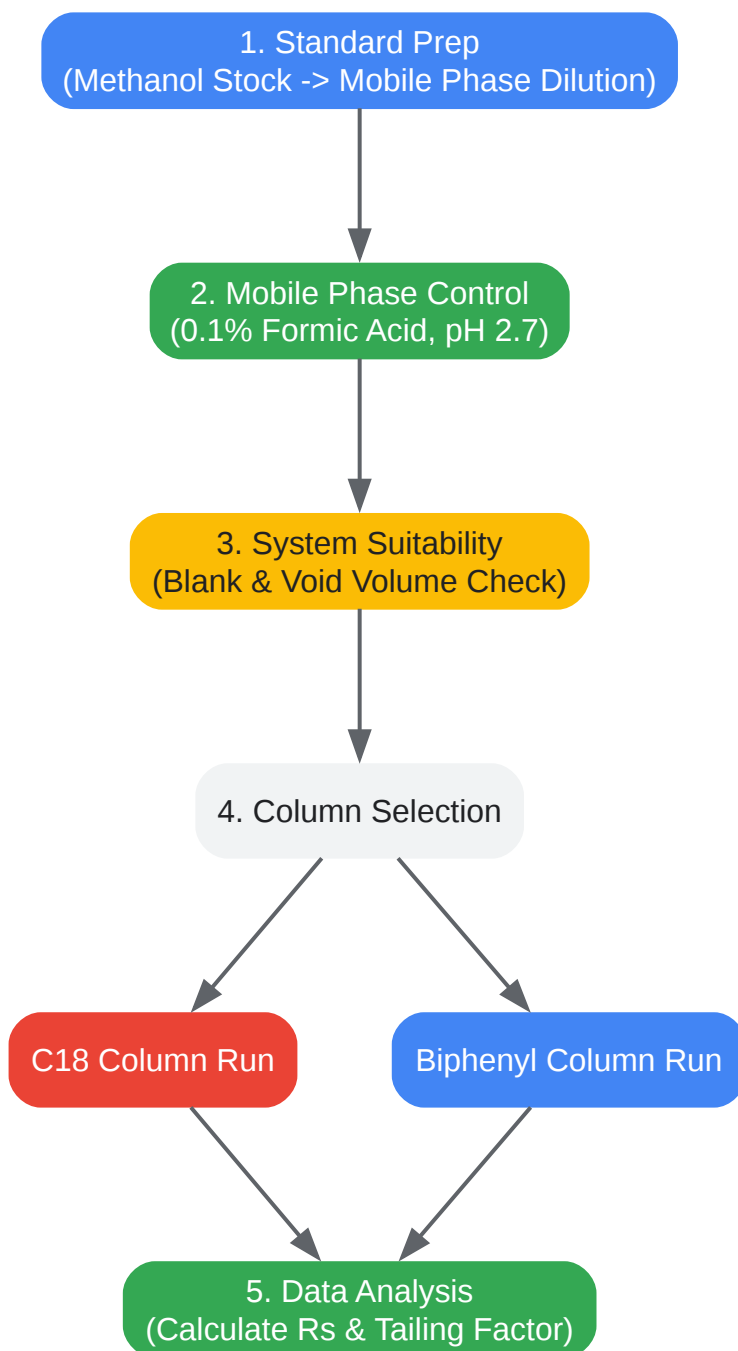 1. Standard Prep
(Methanol Stock -> Mobile Phase Dilution)
2. Mobile Phase Control
(0.1% Formic Acid, pH 2.7)
3. System Suitability
(Blank & Void Volume Check)
4. Column Selection
C18 Column Run
Biphenyl Column Run
5. Data Analysis
(Calculate Rs & Tailing Factor)